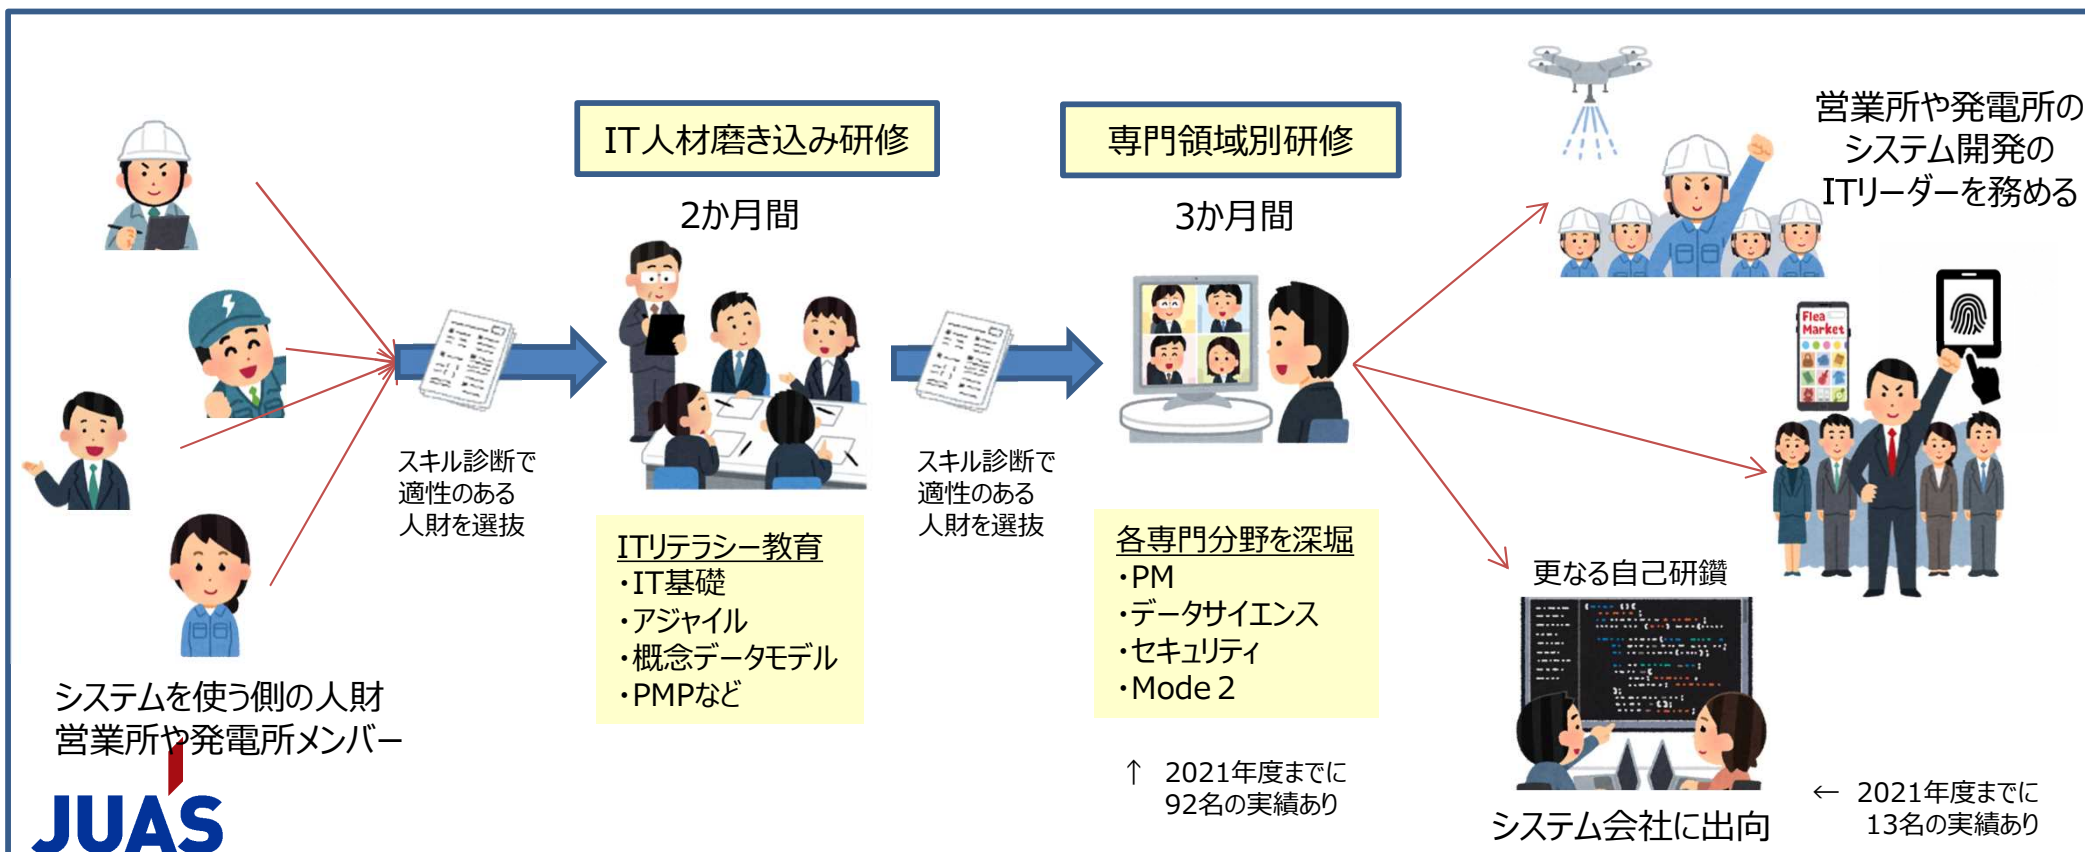 IT人材磨き込み研修
2か月間
専門領域別研修
3か月間
営業所や発電所の
システム開発の
ITリーダーを務める
Flea
Market
スキル診断で
適性のある
人財を選抜
スキル診断で
適性のある
人財を選抜
ITリテラシー教育
・IT基礎
・アジャイル
・概念データモデル
・PMPなど
各専門分野を深堀
・PM
・データサイエンス
・セキュリティ
・Mode 2
更なる自己研鑽
システムを使う側の人財
営業所や発電所メンバー
↑ 2021年度までに
92名の実績あり
システム会社に出向
← 2021年度までに
13名の実績あり
JUAS